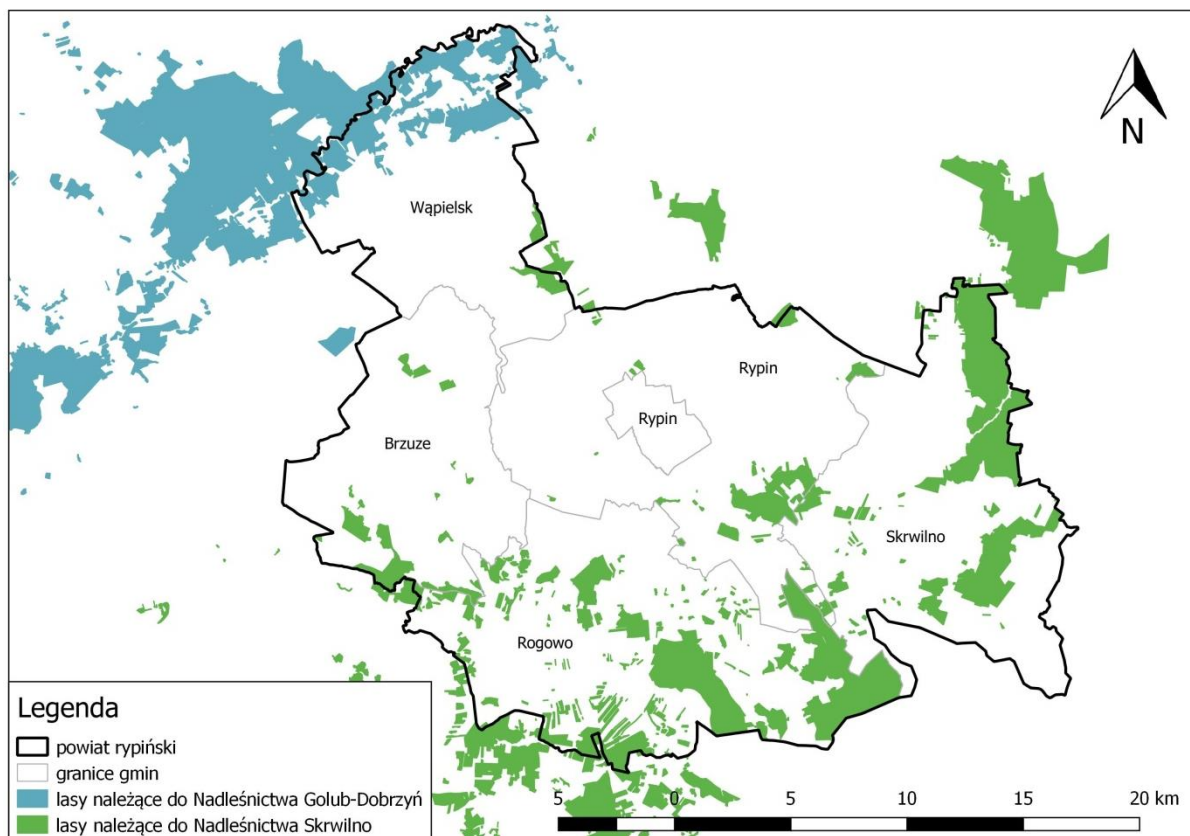 N
Wąpielsk
Rypin
Rypin
Brzuze
Skrwilno
Rogowo
Legenda
powiat rypiński
granice gmin
lasy należące do Nadleśnictwa Golub-Dobrzyń
lasy należące do Nadleśnictwa Skrwilno
5 0 5 10 15 20 km